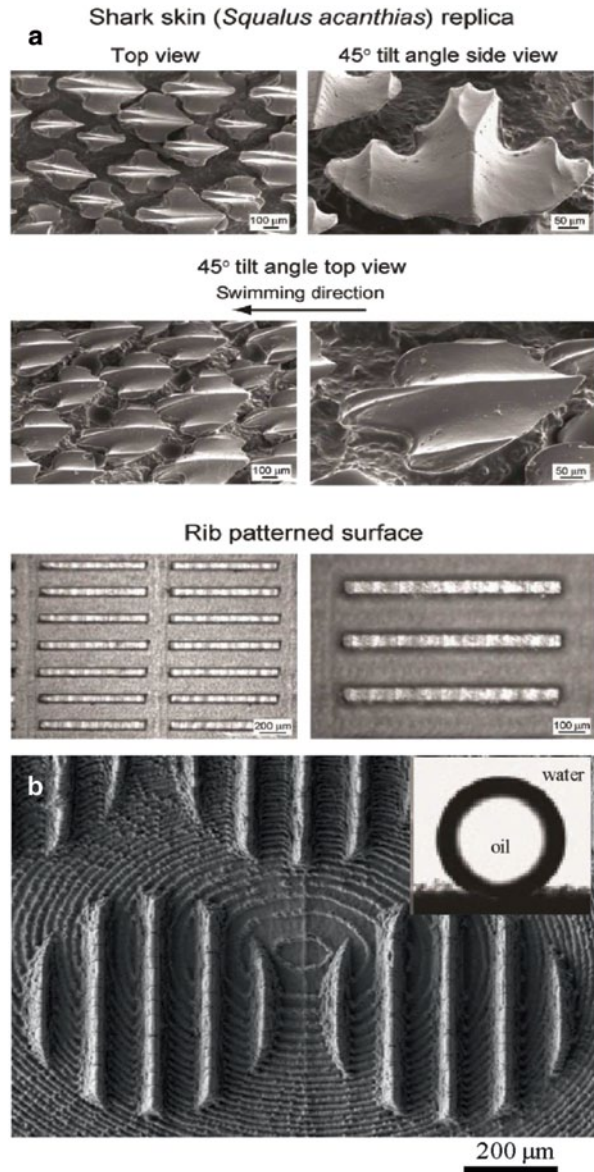 Shark skin (Squalus acanthias) replica
a
Top view
45° tilt angle side view
100 μm
50 μm
45° tilt angle top view
Swimming direction
100 μm
50 μm
Rib patterned surface
200 μm
100 μm
b
water
oil
200 μm